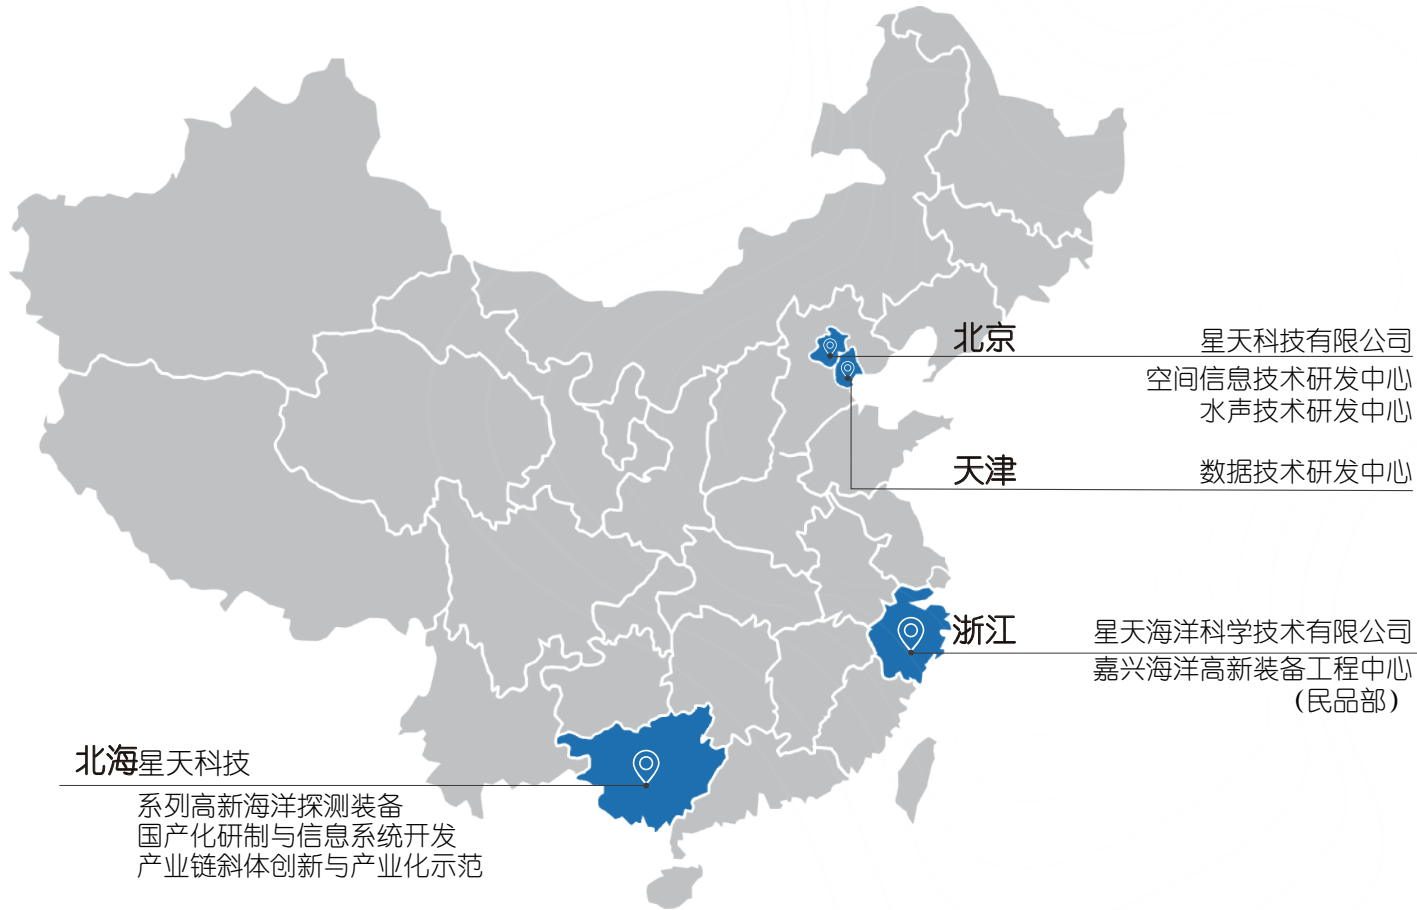 北京 星天科技有限公司
空间信息技术研发中心
水声技术研发中心
天津 数据技术研发中心
浙江 星天海洋科学技术有限公司
嘉兴海洋高新装备工程中心
(民品部)
北海星天科技
系列高新海洋探测装备
国产化研制与信息系统开发
产业链斜体创新与产业化示范